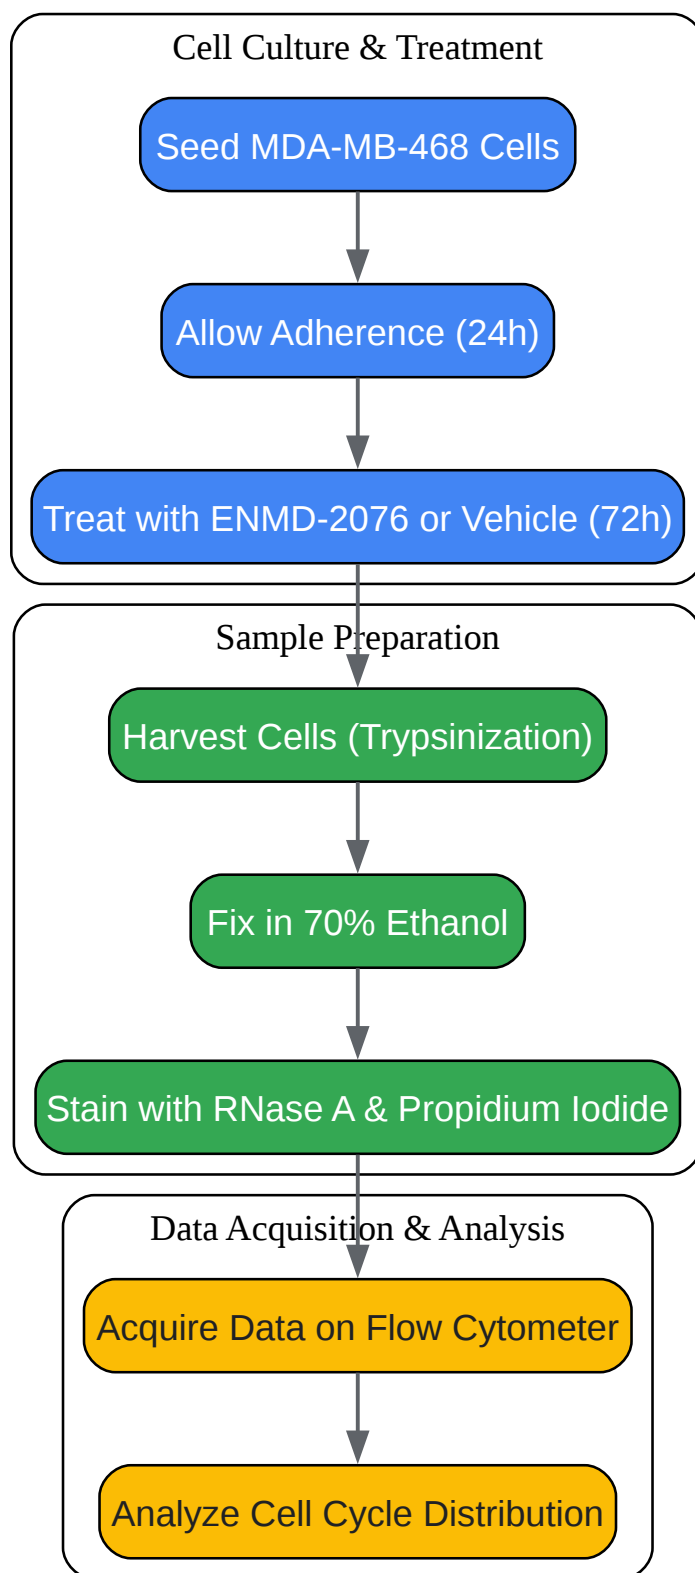 Cell Culture & Treatment
Seed MDA-MB-468 Cells
Allow Adherence (24h)
Treat with ENMD-2076 or Vehicle (72h)
Sample Preparation
Harvest Cells (Trypsinization)
Fix in 70% Ethanol
Stain with RNase A & Propidium Iodide
Data Acquisition & Analysis
Acquire Data on Flow Cytometer
Analyze Cell Cycle Distribution